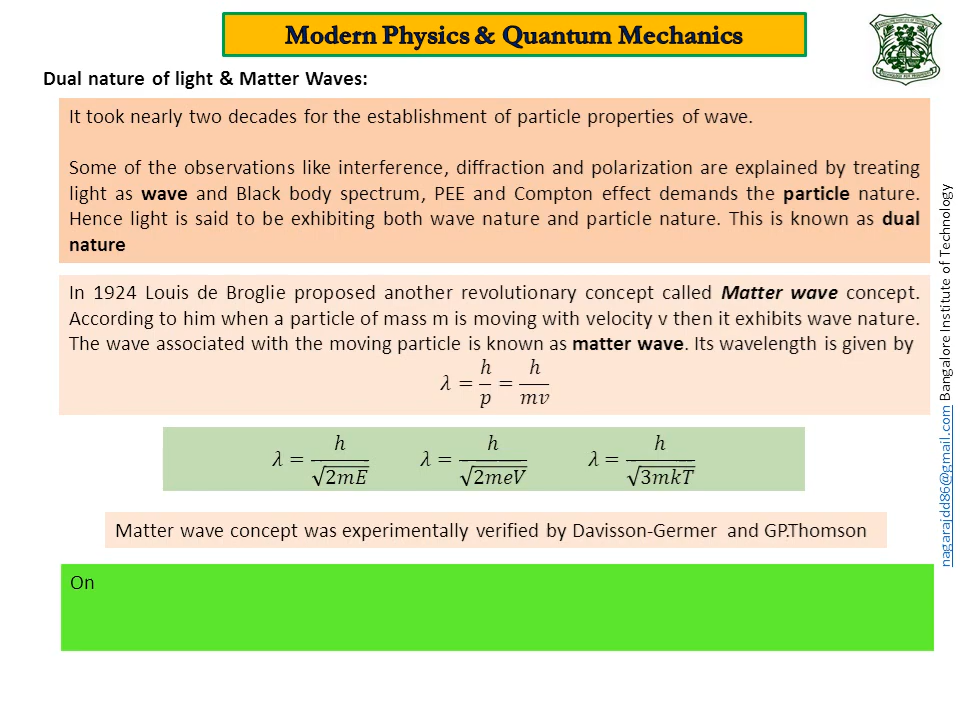 Modern Physics & Quantum Mechanics
Dual nature of light & Matter Waves:
It took nearly two decades for the establishment of particle properties of wave.
Some of the observations like interference, diffraction and polarization are explained by treating
light as wave and Black body spectrum, PEE and Compton effect demands the particle nature.
Hence light is said to be exhibiting both wave nature and particle nature. This is known as dual
nature
In 1924 Louis de Broglie proposed another revolutionary concept called Matter wave concept.
According to him when a particle of mass m is moving with velocity v then it exhibits wave nature.
The wave associated with the moving particle is known as matter wave. Its wavelength is given by
λ = h/p = h/mv
λ = h/√2mE λ = h/√2meV λ = h/√3mkT
Matter wave concept was experimentally verified by Davisson-Germer and GP.Thomson
On
nagarajdd86@gmail.com Bangalore Institute of Technology